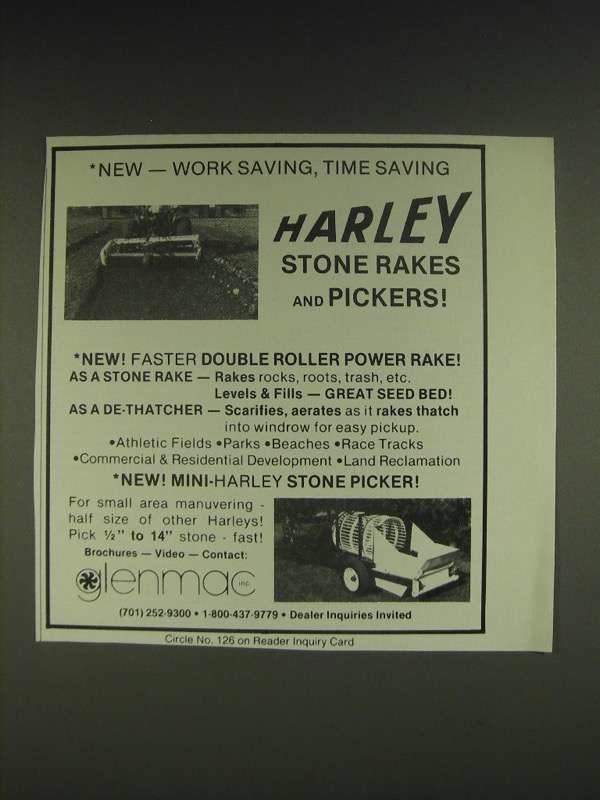 *NEW — WORK SAVING, TIME SAVING
HARLEY
STONE RAKES
AND PICKERS!
*NEW! FASTER DOUBLE ROLLER POWER RAKE!
AS A STONE RAKE — Rakes rocks, roots, trash, etc.
Levels & Fills — GREAT SEED BED!
AS A DE-THATCHER — Scarifies, aerates as it rakes thatch
into windrow for easy pickup.
•Athletic Fields •Parks •Beaches •Race Tracks
•Commercial & Residential Development •Land Reclamation
*NEW! MINI-HARLEY STONE PICKER!
For small area manuvering -
half size of other Harleys!
Pick ½" to 14" stone - fast!
Brochures — Video — Contact:
glenmac inc.
(701) 252-9300 • 1-800-437-9779 • Dealer Inquiries Invited
Circle No. 126 on Reader Inquiry Card